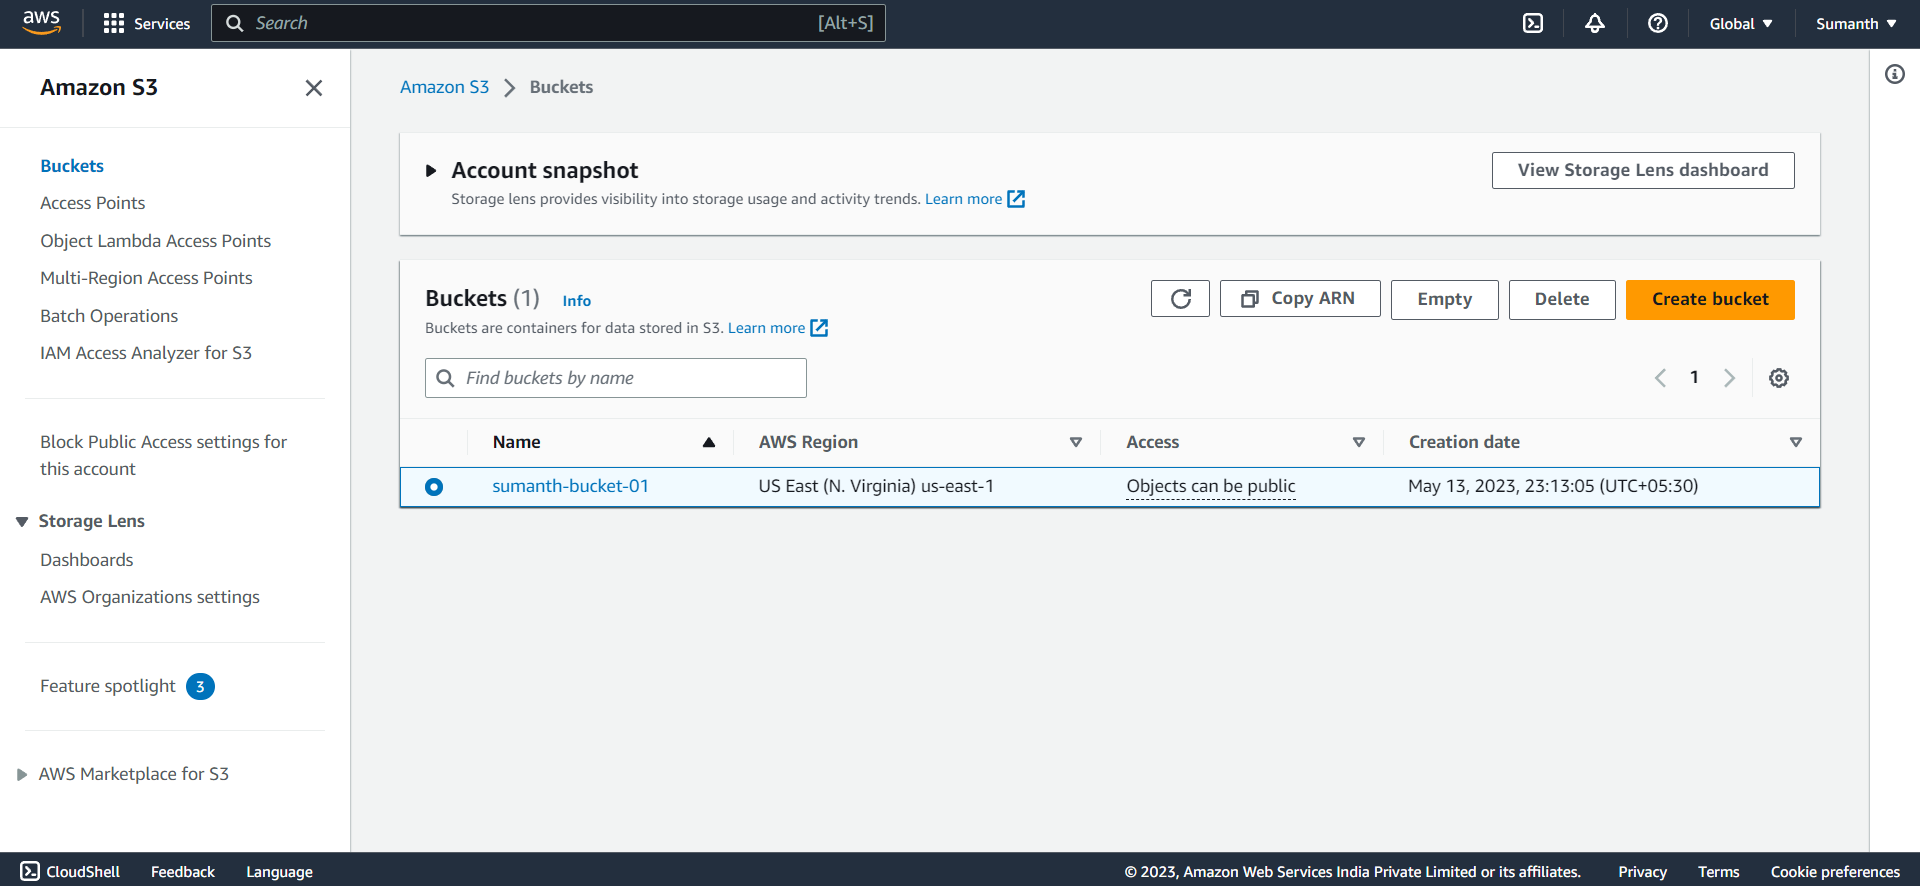 aws
Services
Search [Alt+S]
Global
Sumanth
Amazon S3
Buckets
Access Points
Object Lambda Access Points
Multi-Region Access Points
Batch Operations
IAM Access Analyzer for S3
Block Public Access settings for
this account
Storage Lens
Dashboards
AWS Organizations settings
Feature spotlight 3
AWS Marketplace for S3
Amazon S3 Buckets
Account snapshot
View Storage Lens dashboard
Storage lens provides visibility into storage usage and activity trends. Learn more
Buckets (1) Info
Copy ARN
Empty
Delete
Create bucket
Buckets are containers for data stored in S3. Learn more
Find buckets by name
1
Name AWS Region Access Creation date
sumanth-bucket-01 US East (N. Virginia) us-east-1 Objects can be public May 13, 2023, 23:13:05 (UTC+05:30)
CloudShell Feedback Language © 2023, Amazon Web Services India Private Limited or its affiliates. Privacy Terms Cookie preferences